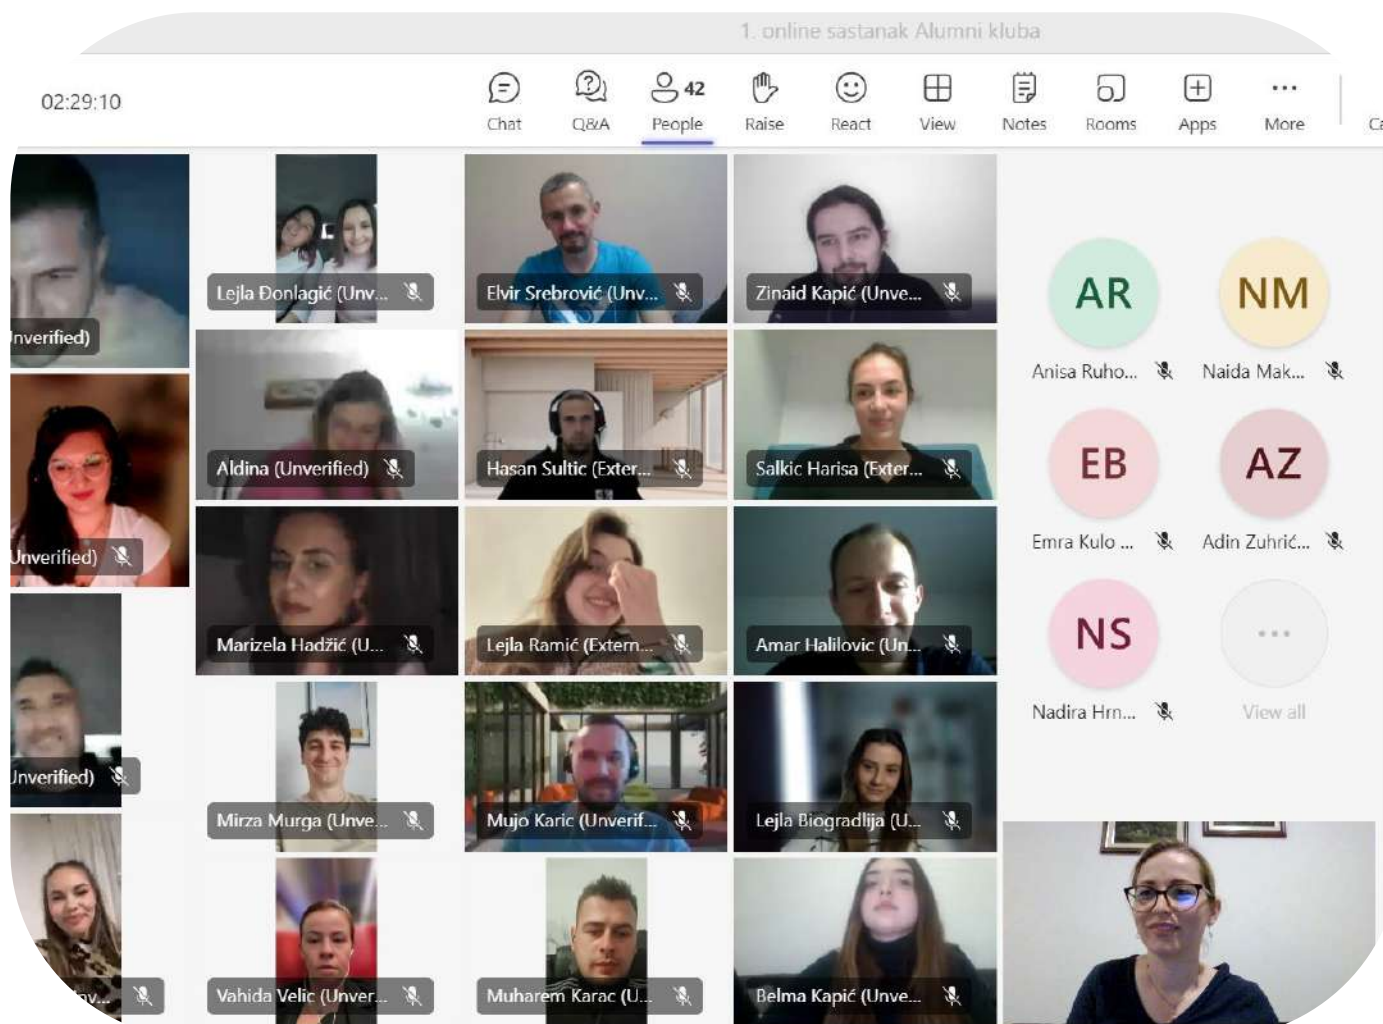 1. online sastanak Alumni kluba
02:29:10
42
Chat Q&A People Raise React View Notes Rooms Apps More
Lejla Đonlagić (Unv...
Elvir Srebrović (Unv...
Zinaid Kapić (Unve...
AR
NM
Anisa Ruho...
Naida Mak...
Aldina (Unverified)
Hasan Sultic (Exter...
Salkic Harisa (Exter...
EB
AZ
Emra Kulo ...
Adin Zuhrić...
Marizela Hadžić (U...
Lejla Ramić (Extern...
Amar Halilovic (Un...
NS
...
Nadira Hrn...
View all
Mirza Murga (Unve...
Mujo Karic (Unverif...
Lejla Biogradlija (U...
Vahida Velic (Unver...
Muharem Karac (U...
Belma Kapić (Unve...